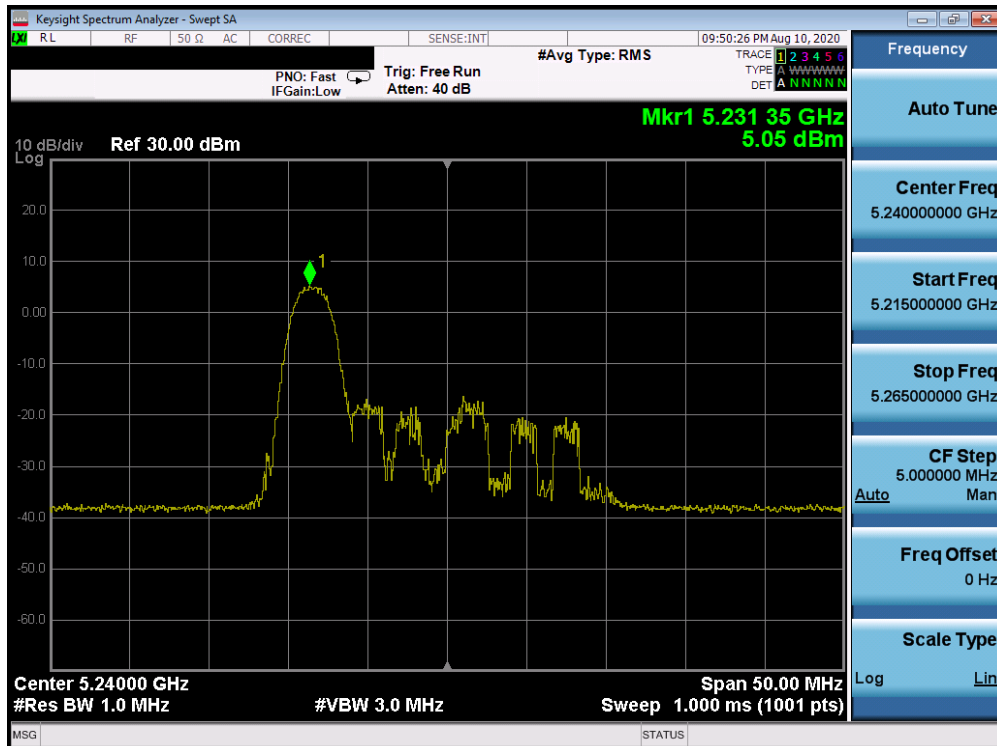 Keysight Spectrum Analyzer - Swept SA
LXI RL RF 50 Ω AC CORREC SENSE:INT 09:50:26 PM Aug 10, 2020
PNO: Fast
IFGain:Low
Trig: Free Run
Atten: 40 dB
#Avg Type: RMS
TRACE 1 2 3 4 5 6
TYPE A WWWWW
DET A N N N N N
Mkr1 5.231 35 GHz
5.05 dBm
10 dB/div Ref 30.00 dBm
Log
20.0
10.0
0.00
-10.0
-20.0
-30.0
-40.0
-50.0
-60.0
1
Center 5.24000 GHz Span 50.00 MHz
#Res BW 1.0 MHz #VBW 3.0 MHz Sweep 1.000 ms (1001 pts)
MSG STATUS
Frequency
Auto Tune
Center Freq
5.240000000 GHz
Start Freq
5.215000000 GHz
Stop Freq
5.265000000 GHz
CF Step
5.000000 MHz
Auto Man
Freq Offset
0 Hz
Scale Type
Log Lin